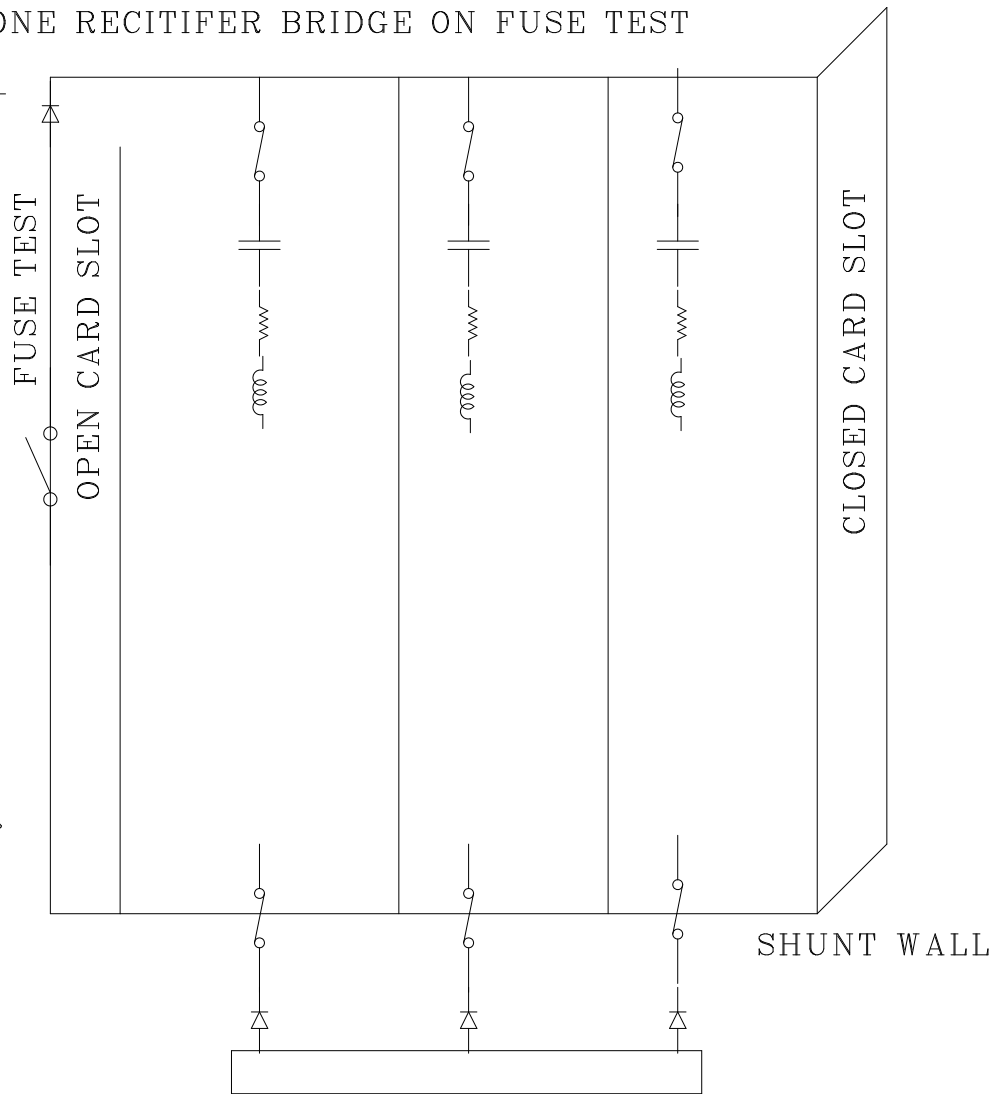 ONE RECITIFER BRIDGE ON FUSE TEST
FUSE TEST
OPEN CARD SLOT
CLOSED CARD SLOT
SHUNT WALL